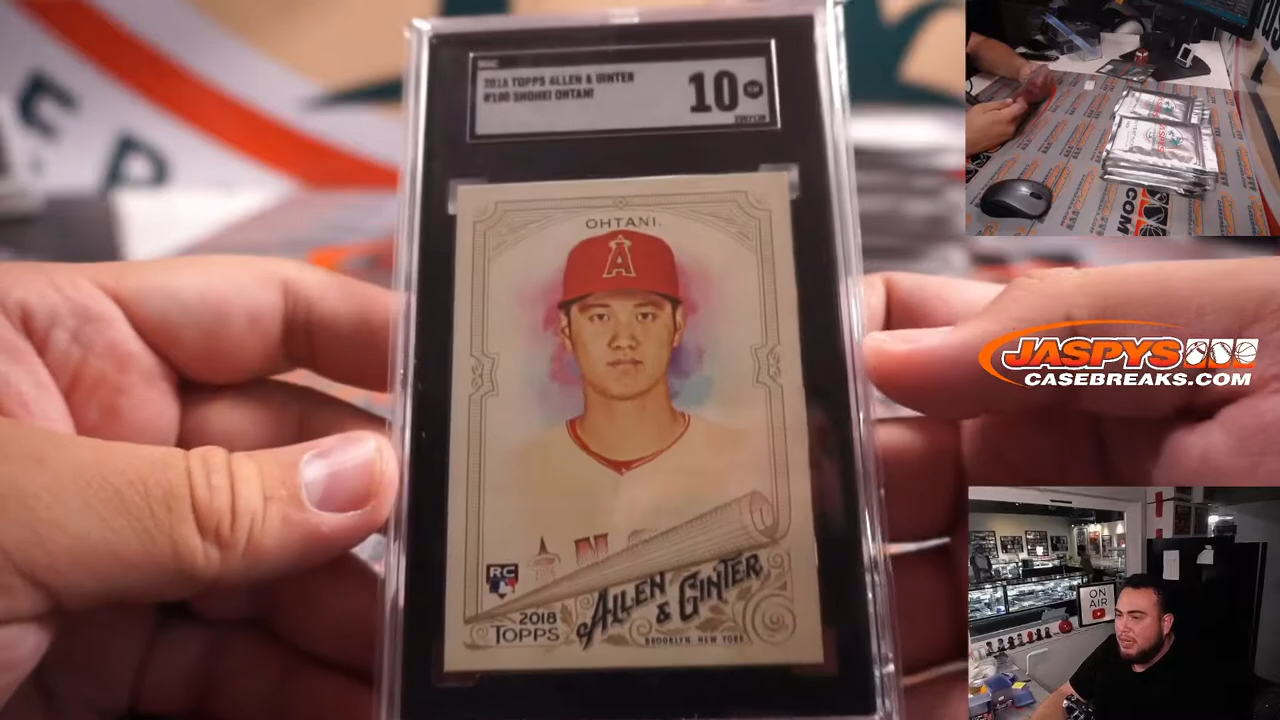 2018 TOPPS ALLEN & GINTER
#100 SHOHEI OHTANI
10
OHTANI.
A
RC
2018
TOPPS
ALLEN
& GINTER
BROOKLYN, NEW YORK
JASPYS
CASEBREAKS.COM
.COM
ON
AIR